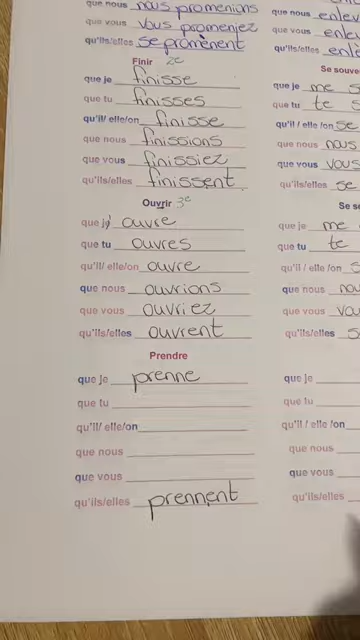 que nous nous promenions
que vous vous promeniez
qu'ils/elles se promènent
Finir 2e
que je finisse
que tu finisses
qu'il/ elle/on finisse
que nous finissions
que vous finissiez
qu'ils/elles finissent
Ouvrir 3e
que j' ouvre
que tu ouvres
qu'il/ elle/on ouvre
que nous ouvrions
que vous ouvriez
qu'ils/elles ouvrent
Prendre
que je prenne
que tu
qu'il/ elle/on
que nous
que vous
qu'ils/elles prennent
que nous
que vous
qu'ils/elles
que je me
que tu te
qu'il / elle /on se
que nous nous
que vous vous
qu'ils/elles se
que je me
que tu te
qu'il / elle /on
que nous
que vous
qu'ils/elles
que je
que tu
qu'il / elle /on
que nous
que vous
qu'ils/elles